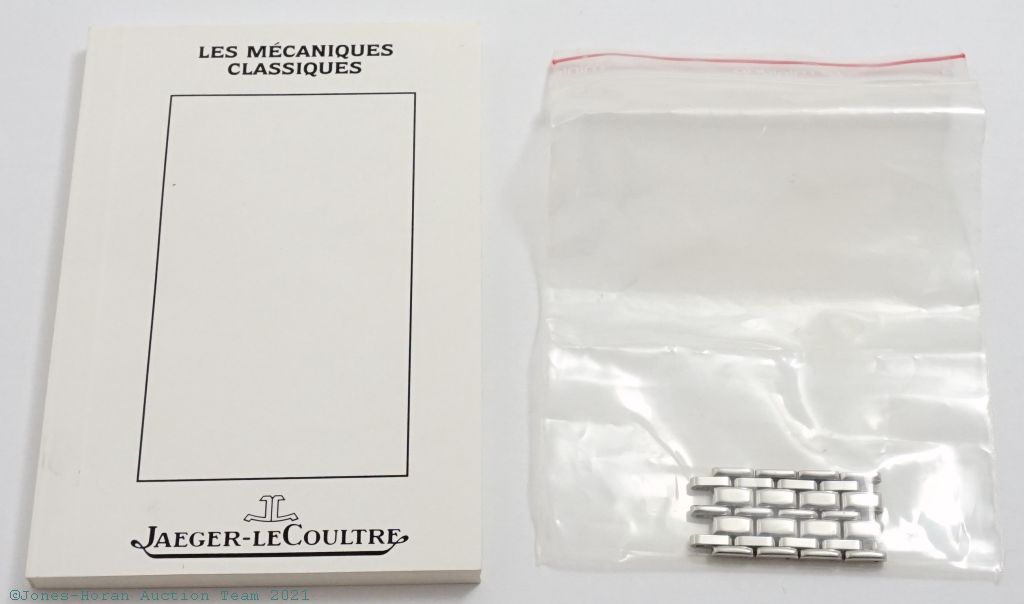 LES MÉCANIQUES
CLASSIQUES
JAEGER-LECOULTRE
©Jones-Horan Auction Team 2021